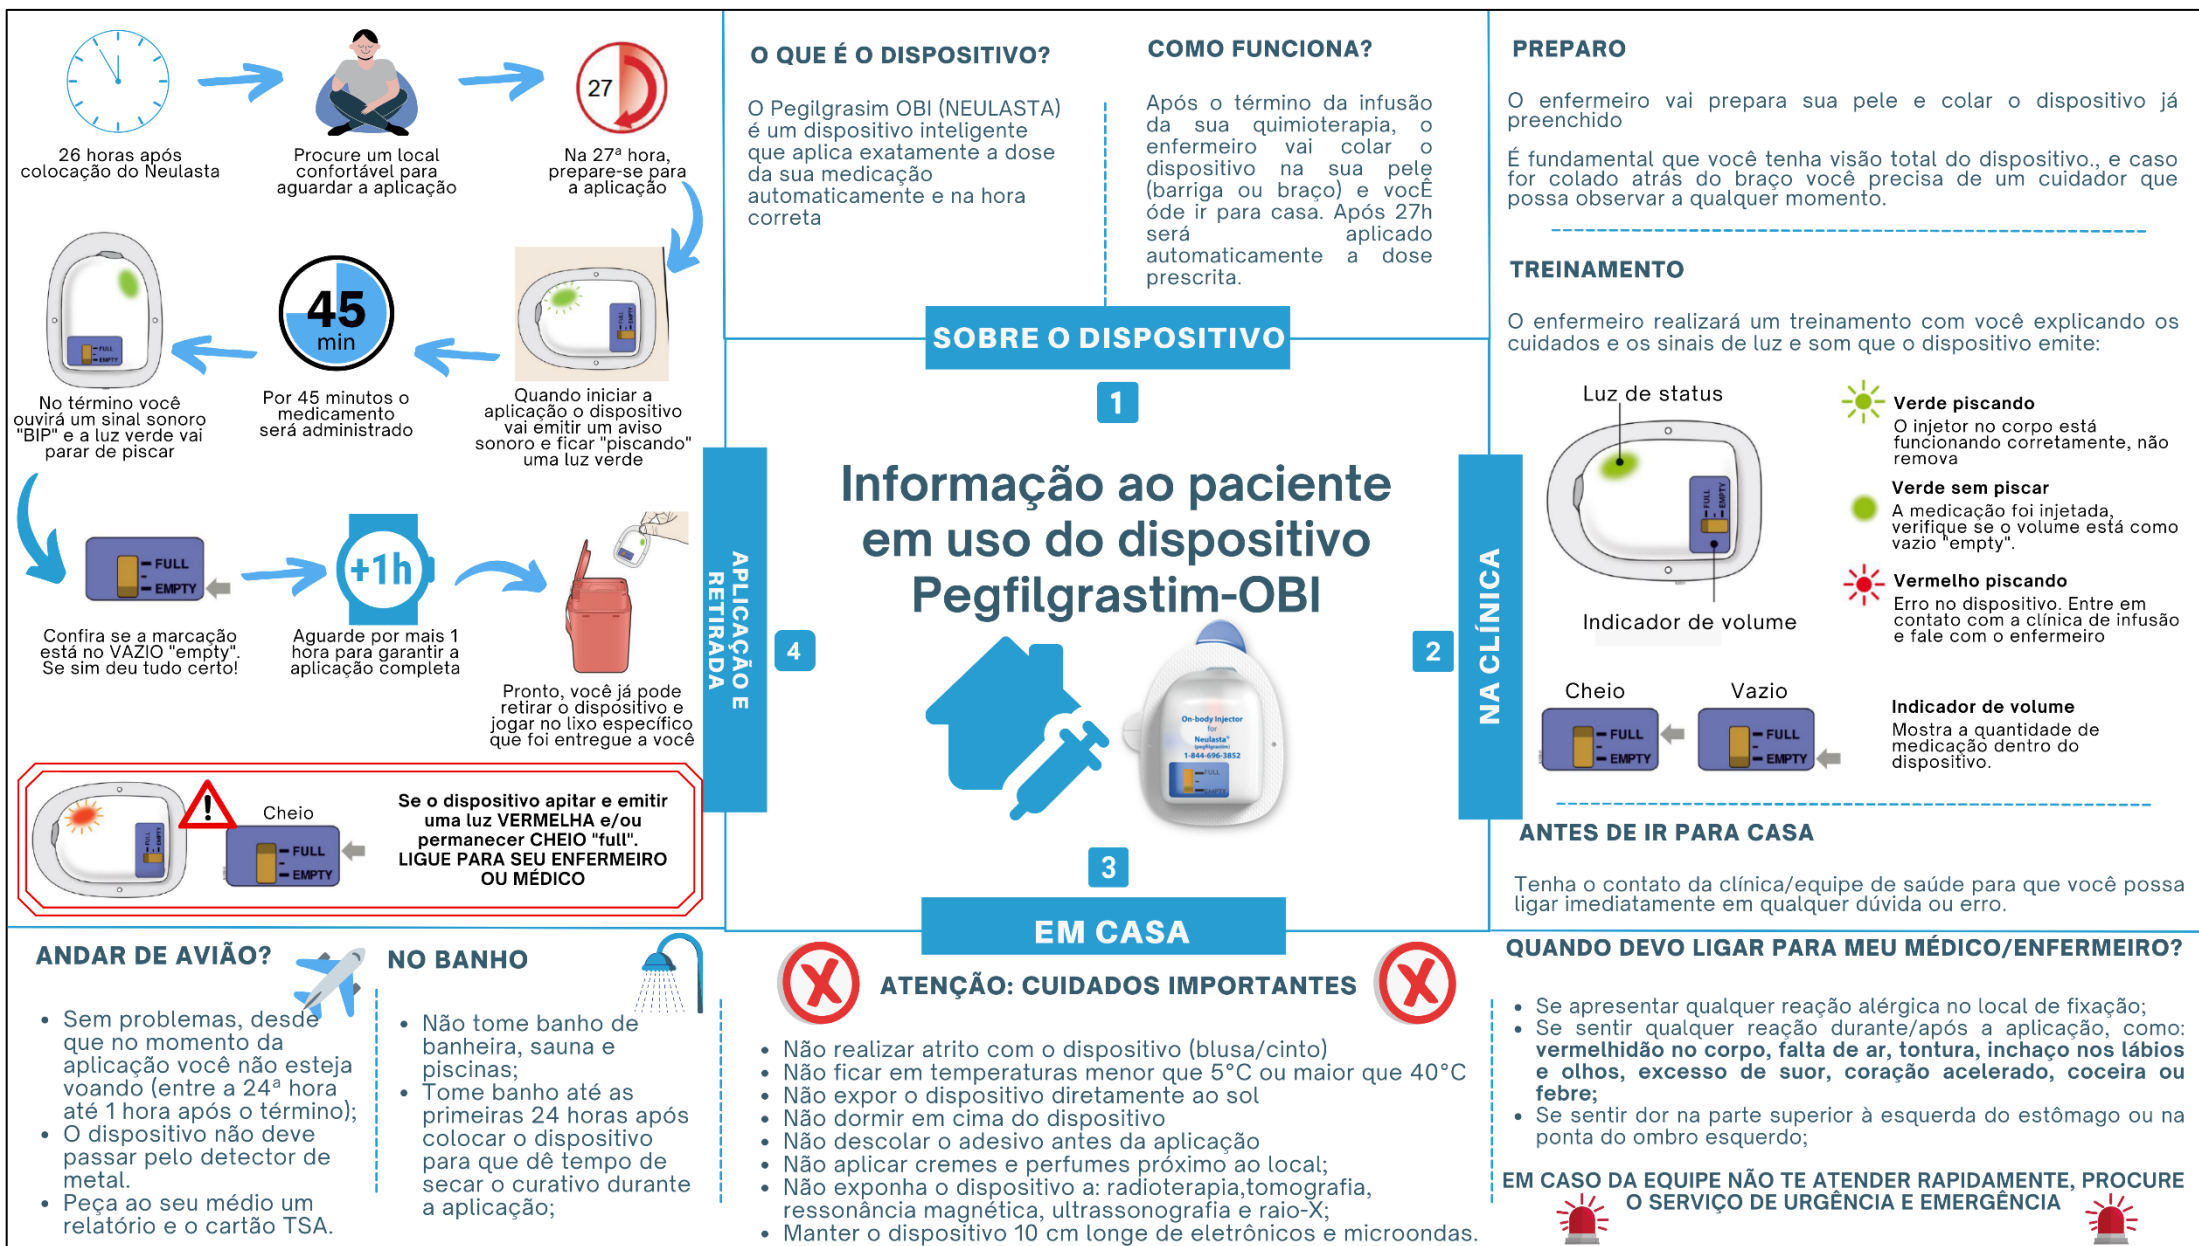 O QUE É O DISPOSITIVO?
O Pegilgrasim OBI (NEULASTA)
é um dispositivo inteligente
que aplica exatamente a dose
da sua medicação
automaticamente e na hora
correta
COMO FUNCIONA?
Após o término da infusão
da sua quimioterapia, o
enfermeiro vai colar o
dispositivo na sua pele
(barriga ou braço) e vocÊ
óde ir para casa. Após 27h
será aplicado
automaticamente a dose
prescrita.
SOBRE O DISPOSITIVO
1
Informação ao paciente
em uso do dispositivo
Pegfilgrastim-OBI
On-body Injector
for
Neulasta®
(pegfilgrastim)
1-844-696-3852
FULL
EMPTY
2
NA CLÍNICA
PREPARO
O enfermeiro vai prepara sua pele e colar o dispositivo já
preenchido
É fundamental que você tenha visão total do dispositivo., e caso
for colado atrás do braço você precisa de um cuidador que
possa observar a qualquer momento.
TREINAMENTO
O enfermeiro realizará um treinamento com você explicando os
cuidados e os sinais de luz e som que o dispositivo emite:
Luz de status
FULL
EMPTY
Indicador de volume
Verde piscando
O injetor no corpo está
funcionando corretamente, não
remova
Verde sem piscar
A medicação foi injetada,
verifique se o volume está como
vazio "empty".
Vermelho piscando
Erro no dispositivo. Entre em
contato com a clínica de infusão
e fale com o enfermeiro
Cheio
FULL
EMPTY
Vazio
FULL
EMPTY
Indicador de volume
Mostra a quantidade de
medicação dentro do
dispositivo.
ANTES DE IR PARA CASA
Tenha o contato da clínica/equipe de saúde para que você possa
ligar imediatamente em qualquer dúvida ou erro.
3
EM CASA
ANDAR DE AVIÃO?
• Sem problemas, desde
que no momento da
aplicação você não esteja
voando (entre a 24ª hora
até 1 hora após o término);
• O dispositivo não deve
passar pelo detector de
metal.
• Peça ao seu médio um
relatório e o cartão TSA.
NO BANHO
• Não tome banho de
banheira, sauna e
piscinas;
• Tome banho até as
primeiras 24 horas após
colocar o dispositivo
para que dê tempo de
secar o curativo durante
a aplicação;
X
ATENÇÃO: CUIDADOS IMPORTANTES
X
• Não realizar atrito com o dispositivo (blusa/cinto)
• Não ficar em temperaturas menor que 5°C ou maior que 40°C
• Não expor o dispositivo diretamente ao sol
• Não dormir em cima do dispositivo
• Não descolar o adesivo antes da aplicação
• Não aplicar cremes e perfumes próximo ao local;
• Não exponha o dispositivo a: radioterapia,tomografia,
ressonância magnética, ultrassonografia e raio-X;
• Manter o dispositivo 10 cm longe de eletrônicos e microondas.
QUANDO DEVO LIGAR PARA MEU MÉDICO/ENFERMEIRO?
• Se apresentar qualquer reação alérgica no local de fixação;
• Se sentir qualquer reação durante/após a aplicação, como:
vermelhidão no corpo, falta de ar, tontura, inchaço nos lábios
e olhos, excesso de suor, coração acelerado, coceira ou
febre;
• Se sentir dor na parte superior à esquerda do estômago ou na
ponta do ombro esquerdo;
EM CASO DA EQUIPE NÃO TE ATENDER RAPIDAMENTE, PROCURE
O SERVIÇO DE URGÊNCIA E EMERGÊNCIA
4
APLICAÇÃO E
RETIRADA
26 horas após
colocação do Neulasta
Procure um local
confortável para
aguardar a aplicação
27
Na 27ª hora,
prepare-se para
a aplicação
FULL
EMPTY
Quando iniciar a
aplicação o dispositivo
vai emitir um aviso
sonoro e ficar "piscando"
uma luz verde
45
min
Por 45 minutos o
medicamento
será administrado
FULL
EMPTY
No término você
ouvirá um sinal sonoro
"BIP" e a luz verde vai
parar de piscar
FULL
EMPTY
Confira se a marcação
está no VAZIO "empty".
Se sim deu tudo certo!
+1h
Aguarde por mais 1
hora para garantir a
aplicação completa
Pronto, você já pode
retirar o dispositivo e
jogar no lixo específico
que foi entregue a você
FULL
EMPTY
!
Cheio
FULL
EMPTY
Se o dispositivo apitar e emitir
uma luz VERMELHA e/ou
permanecer CHEIO "full".
LIGUE PARA SEU ENFERMEIRO
OU MÉDICO